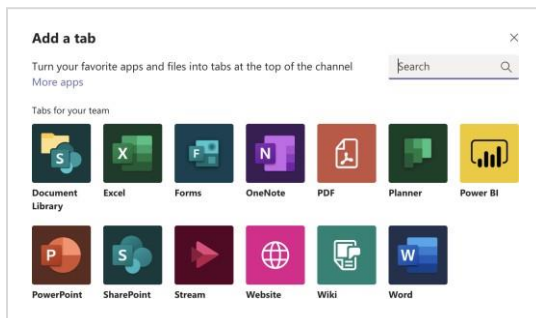 Add a tab
Turn your favorite apps and files into tabs at the top of the channel
Search
More apps
Tabs for your team
S X F N
Document Library Excel Forms OneNote PDF Planner Power BI
P S W
PowerPoint SharePoint Stream Website Wiki Word